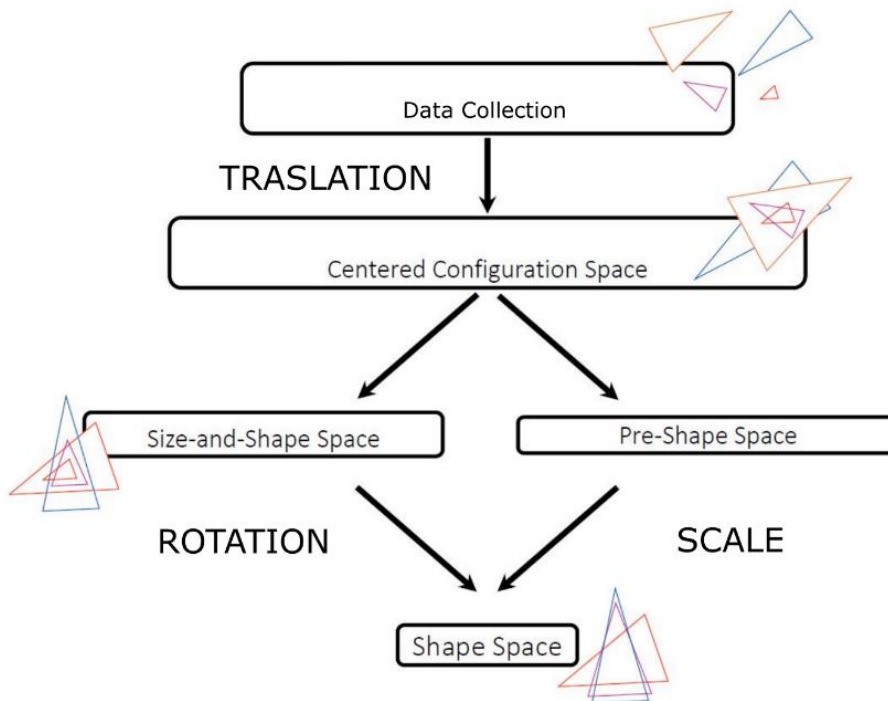 Data Collection
TRASLATION
Centered Configuration Space
Size-and-Shape Space
Pre-Shape Space
ROTATION
SCALE
Shape Space